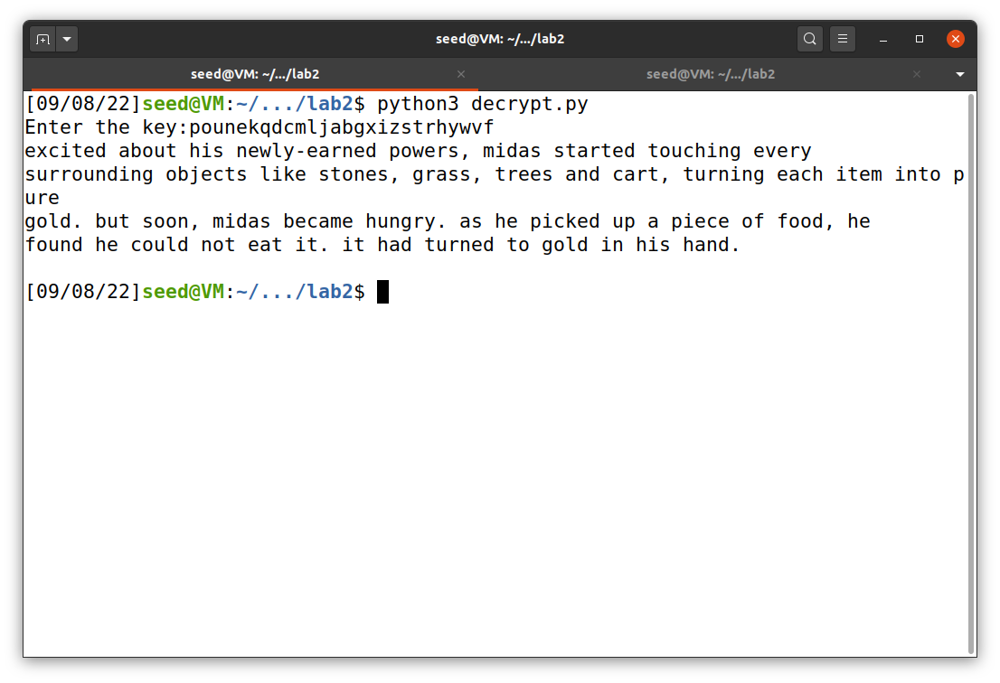 seed@VM: ~/.../lab2
seed@VM: ~/.../lab2 seed@VM: ~/.../lab2
[09/08/22]seed@VM:~/.../lab2$ python3 decrypt.py
Enter the key:pounekqdcmljabgxizstrhywvf
excited about his newly-earned powers, midas started touching every
surrounding objects like stones, grass, trees and cart, turning each item into p
ure
gold. but soon, midas became hungry. as he picked up a piece of food, he
found he could not eat it. it had turned to gold in his hand.
[09/08/22]seed@VM:~/.../lab2$